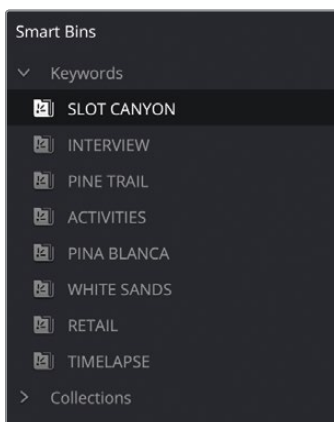 Smart Bins
Keywords
SLOT CANYON
INTERVIEW
PINE TRAIL
ACTIVITIES
PINA BLANCA
WHITE SANDS
RETAIL
TIMELAPSE
Collections